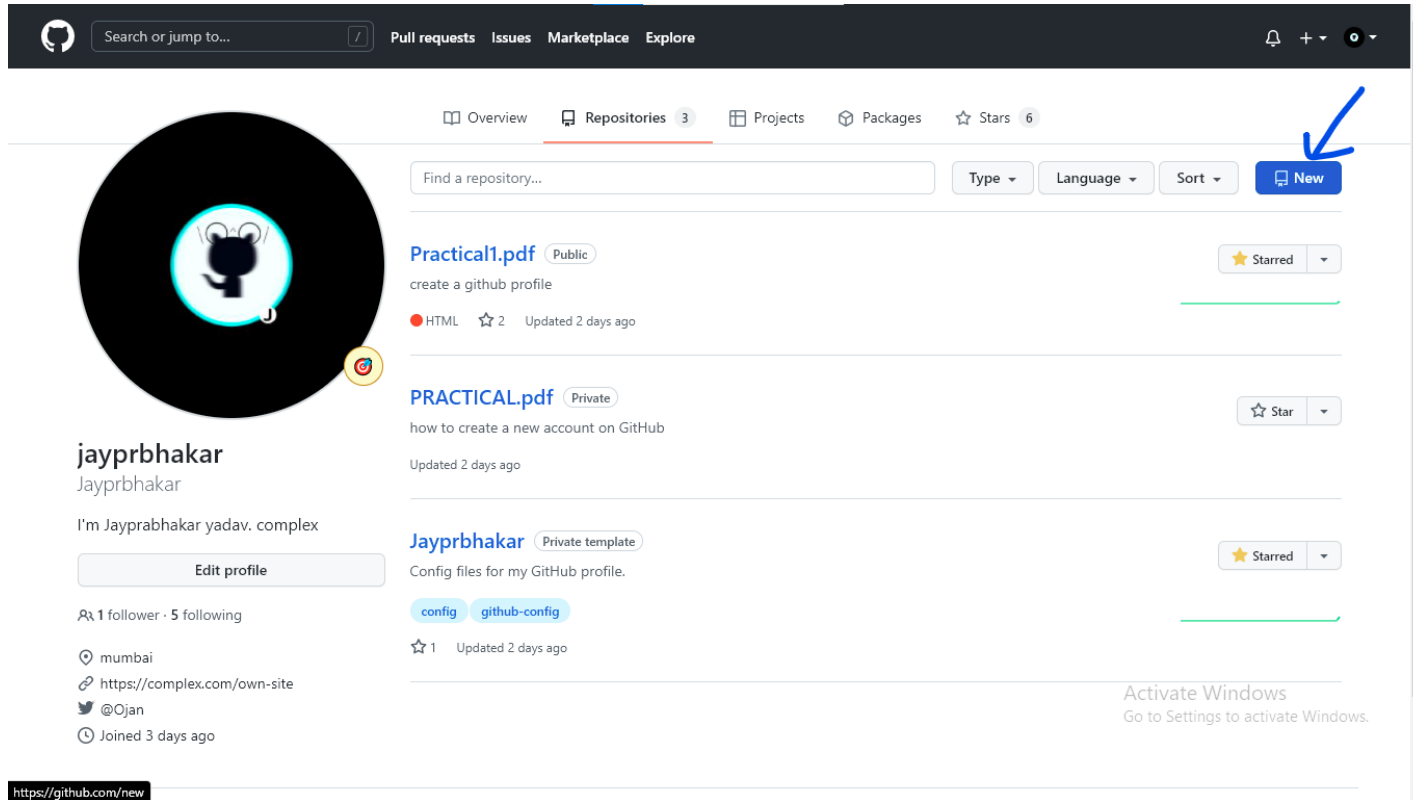 Search or jump to... / Pull requests Issues Marketplace Explore
Overview Repositories 3 Projects Packages Stars 6
Find a repository... Type Language Sort New
Practical1.pdf Public
Starred
create a github profile
HTML 2 Updated 2 days ago
PRACTICAL.pdf Private
Star
how to create a new account on GitHub
Updated 2 days ago
Jayprbhakar Private template
Starred
Config files for my GitHub profile.
config github-config
1 Updated 2 days ago
J
jayprbhakar
Jayprbhakar
I'm Jayprabhakar yadav. complex
Edit profile
1 follower · 5 following
mumbai
https://complex.com/own-site
@Ojan
Joined 3 days ago
Activate Windows
Go to Settings to activate Windows.
https://github.com/new